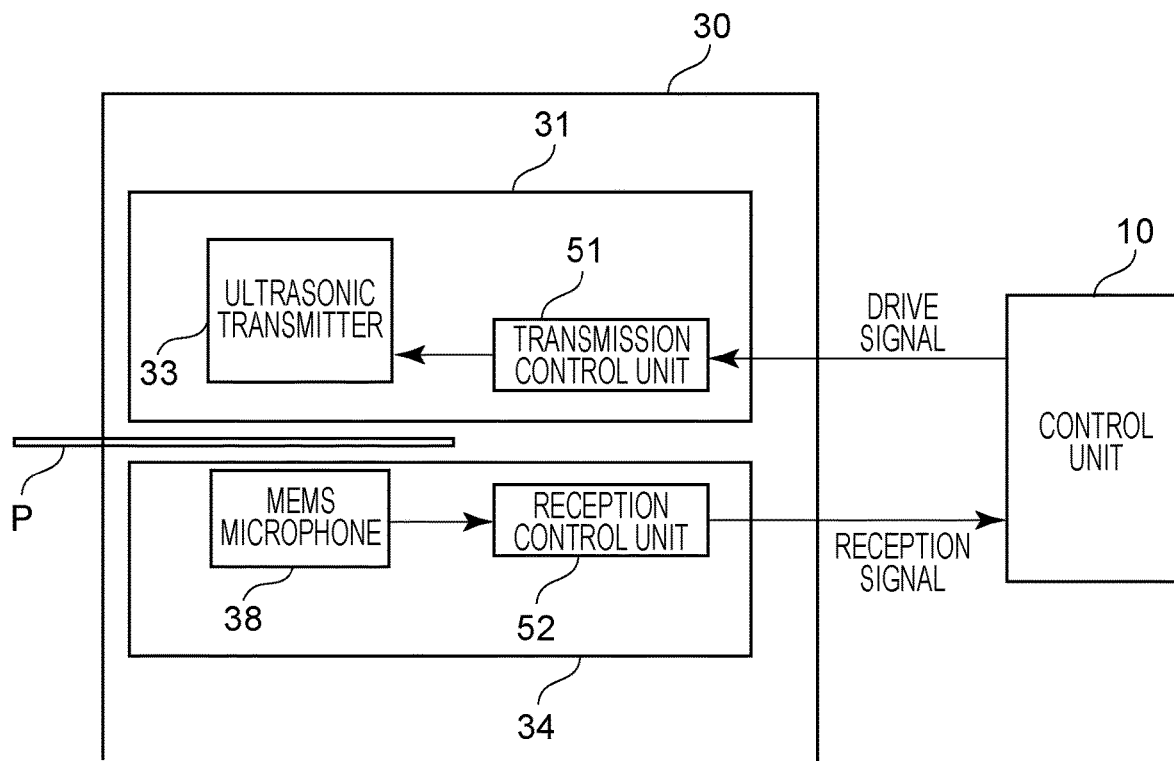 30
31
51
10
ULTRASONIC
TRANSMITTER
DRIVE
SIGNAL
TRANSMISSION
CONTROL UNIT
33
CONTROL
UNIT
P
MEMS
MICROPHONE
RECEPTION
CONTROL UNIT
RECEPTION
SIGNAL
38
52
34